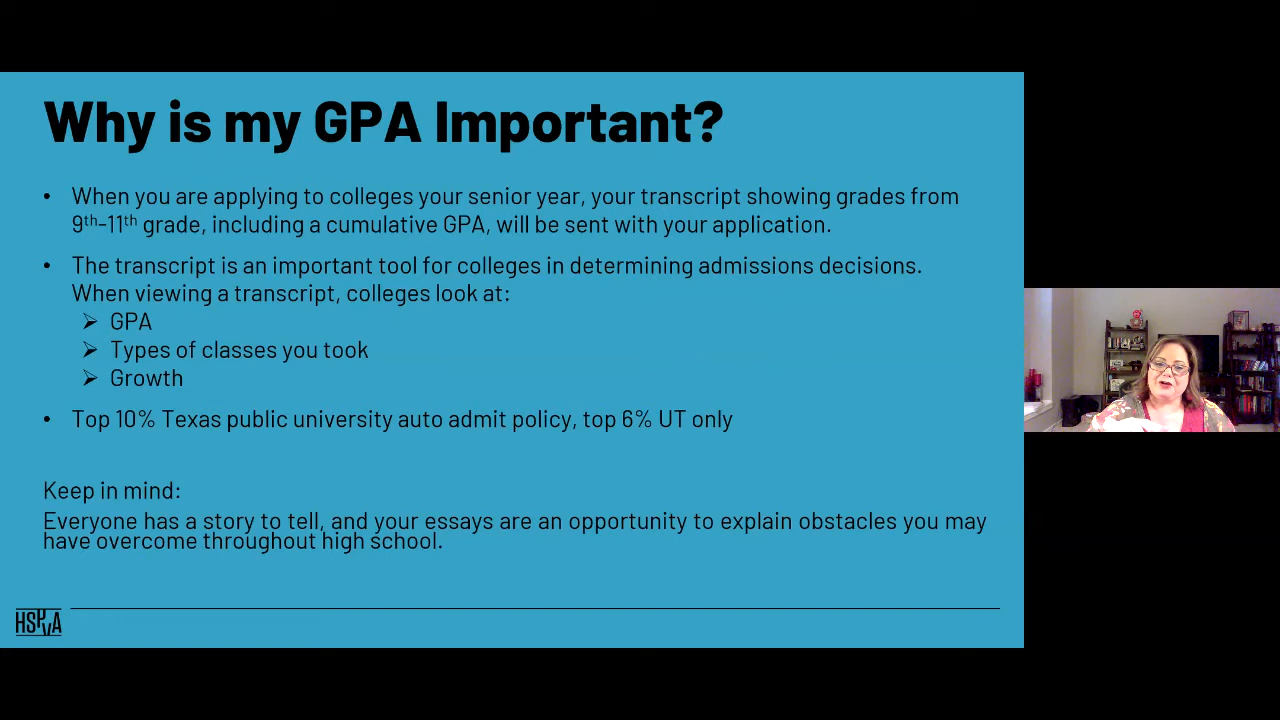 Why is my GPA Important?
• When you are applying to colleges your senior year, your transcript showing grades from
9th-11th grade, including a cumulative GPA, will be sent with your application.
• The transcript is an important tool for colleges in determining admissions decisions.
When viewing a transcript, colleges look at:
➢ GPA
➢ Types of classes you took
➢ Growth
• Top 10% Texas public university auto admit policy, top 6% UT only
Keep in mind:
Everyone has a story to tell, and your essays are an opportunity to explain obstacles you may
have overcome throughout high school.
HSPVA